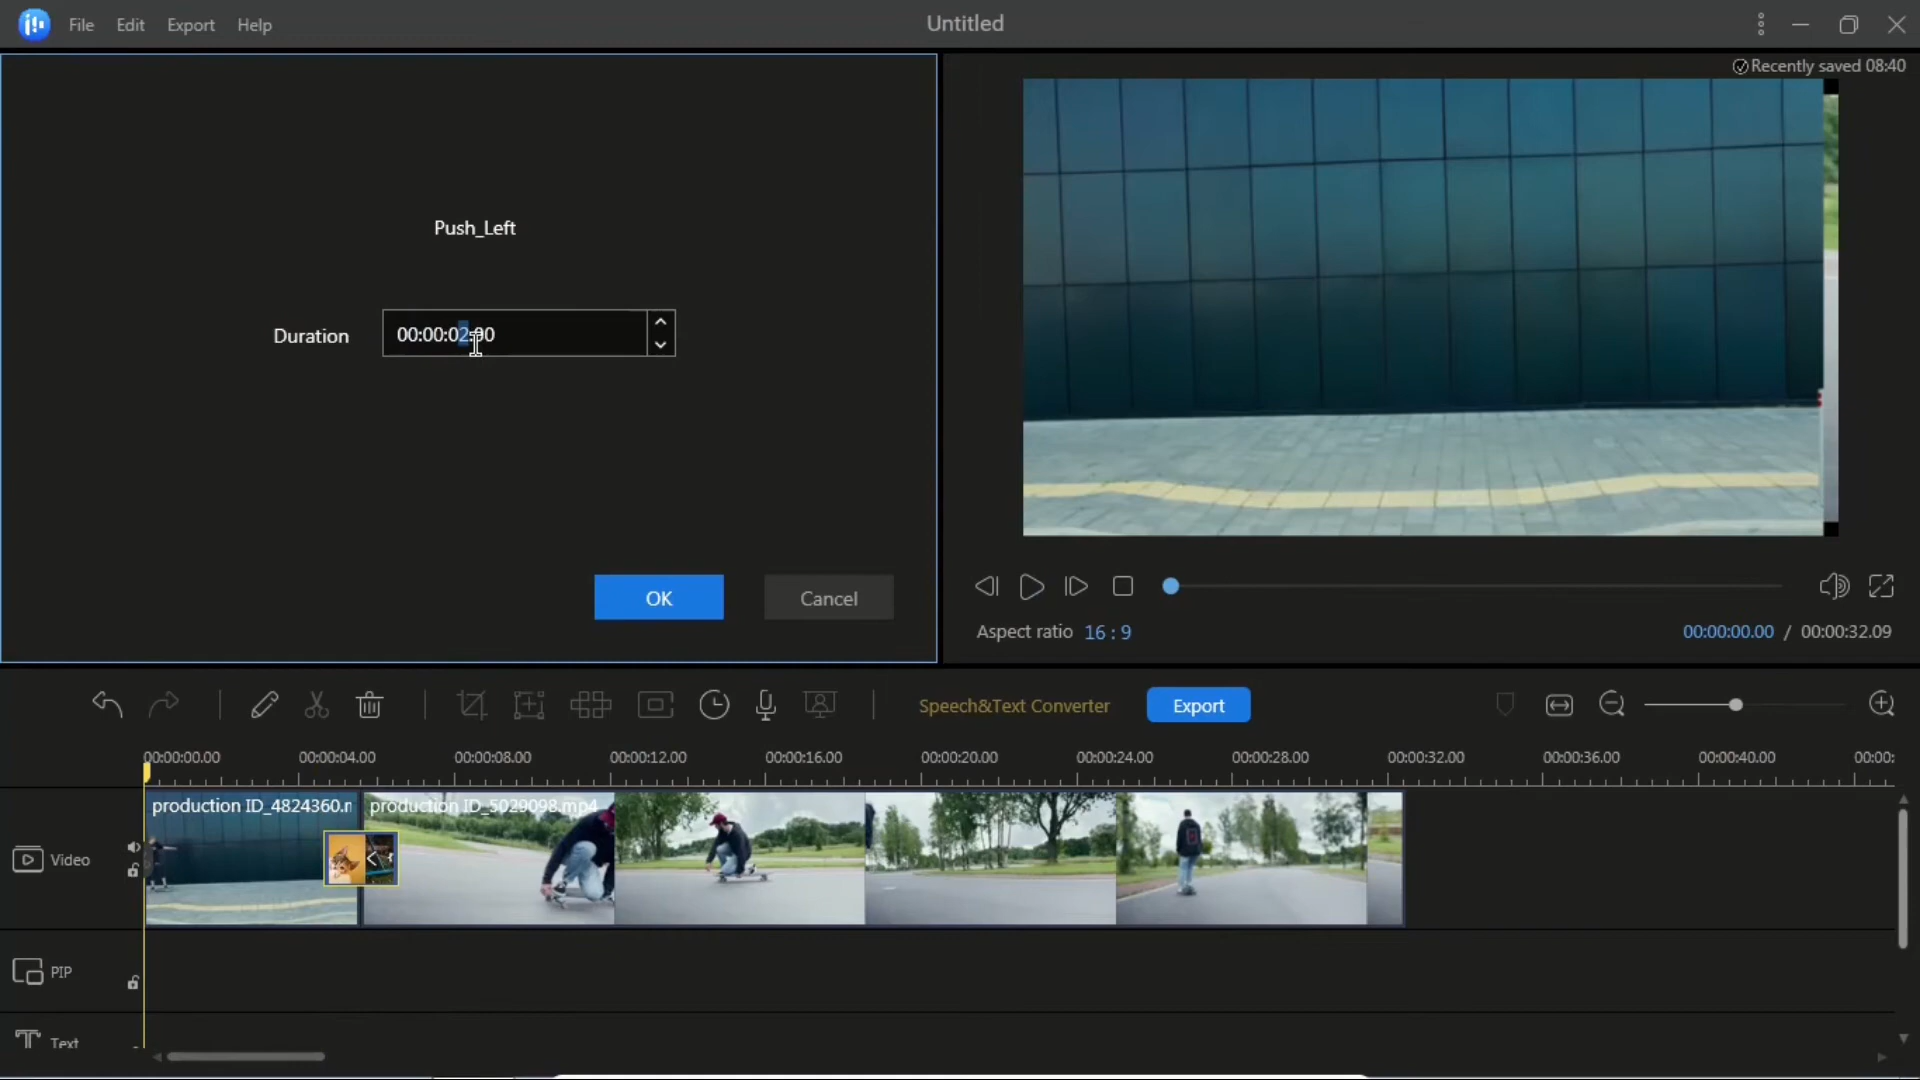 File Edit Export Help Untitled
Recently saved 08:40
Push_Left
Duration 00:00:02.00
OK Cancel
Aspect ratio 16 : 9 00:00:00.00 / 00:00:32.09
Speech&Text Converter Export
00:00:00.00 00:00:04.00 00:00:08.00 00:00:12.00 00:00:16.00 00:00:20.00 00:00:24.00 00:00:28.00 00:00:32.00 00:00:36.00 00:00:40.00 00:00:
production ID_4824360.m production ID_5029098.mp4
Video
PIP
Text